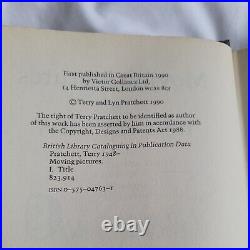 First published in Great Britain 1990
by Victor Gollancz Ltd,
14 Henrietta Street, London WC2E 8QJ
© Terry and Lyn Pratchett 1990
The right of Terry Pratchett to be identified as author
of this work has been asserted by him in accordance with
the Copyright, Designs and Patents Act 1988.
British Library Cataloguing in Publication Data
Pratchett, Terry 1948–
Moving pictures.
I. Title
823.914
ISBN 0-575-04763-1